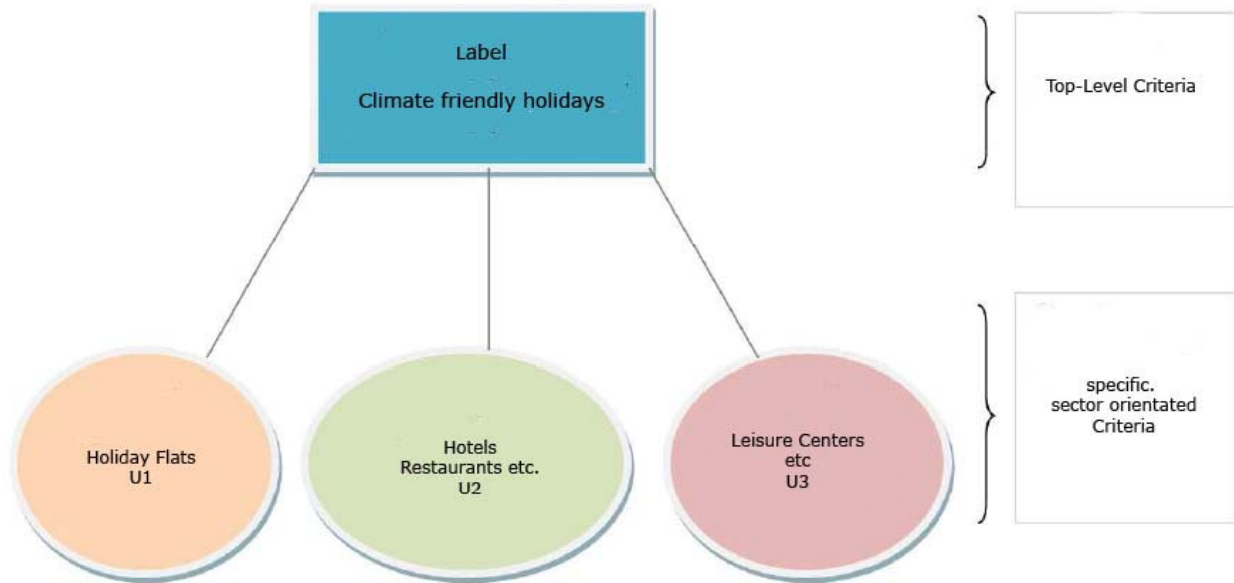 Label
Climate friendly holidays
Top-Level Criteria
Holiday Flats
U1
Hotels
Restaurants etc.
U2
Leisure Centers
etc
U3
specific.
sector orientated
Criteria